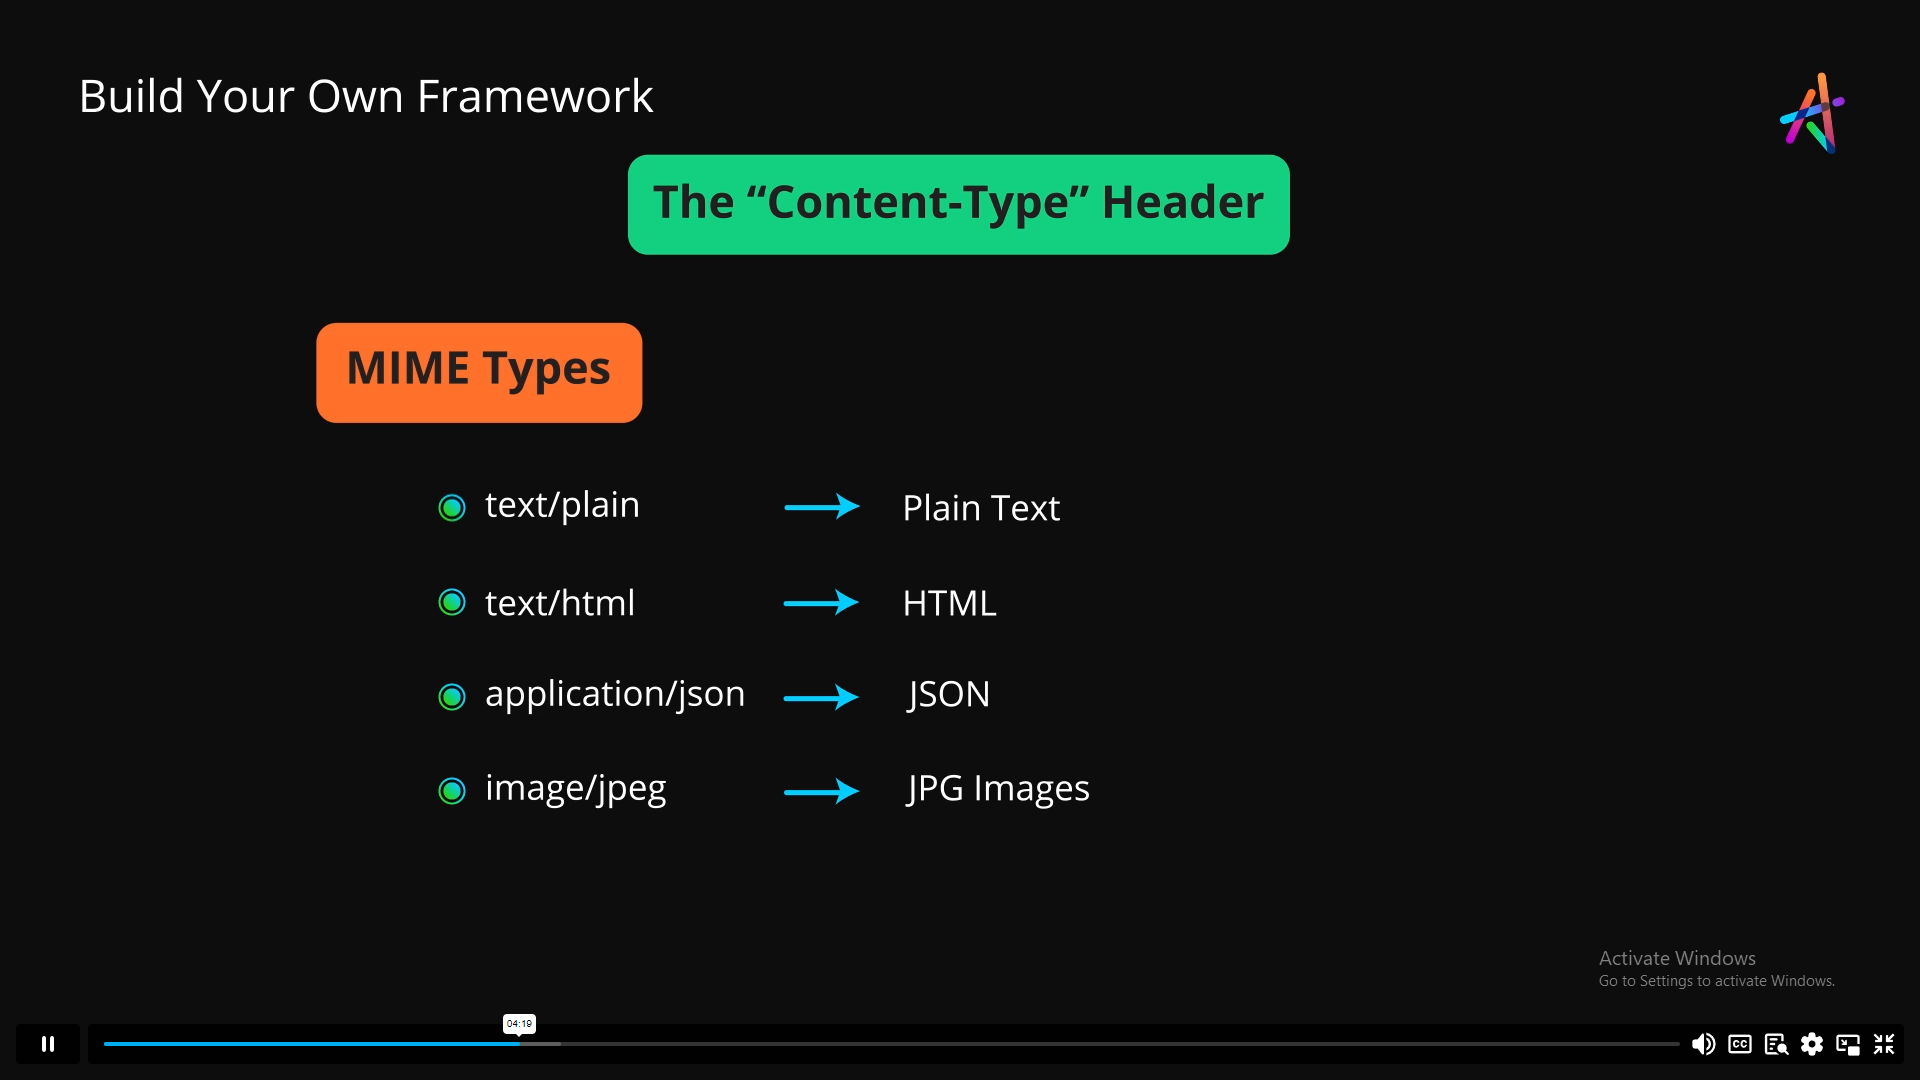 Build Your Own Framework
The “Content-Type” Header
MIME Types
text/plain
Plain Text
text/html
HTML
application/json
JSON
image/jpeg
JPG Images
Activate Windows
Go to Settings to activate Windows.
04:19
CC